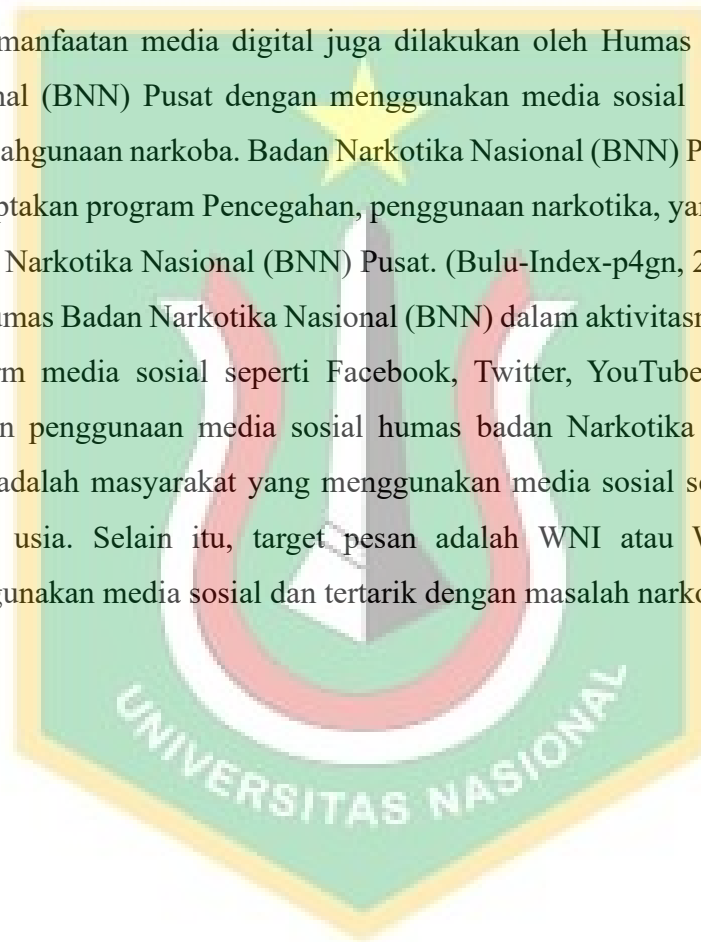 manfaatan media digital juga dilakukan oleh Humas
nal (BNN) Pusat dengan menggunakan media sosial
ahgunaan narkoba. Badan Narkotika Nasional (BNN) P
ptakan program Pencegahan, penggunaan narkotika, yan
Narkotika Nasional (BNN) Pusat. (Bulu-Index-p4gn, 2
umas Badan Narkotika Nasional (BNN) dalam aktivitasn
rm media sosial seperti Facebook, Twitter, YouTube
n penggunaan media sosial humas badan Narkotika
adalah masyarakat yang menggunakan media sosial se
usia. Selain itu, target pesan adalah WNI atau W
gunakan media sosial dan tertarik dengan masalah narko
UNIVERSITAS NASIONAL